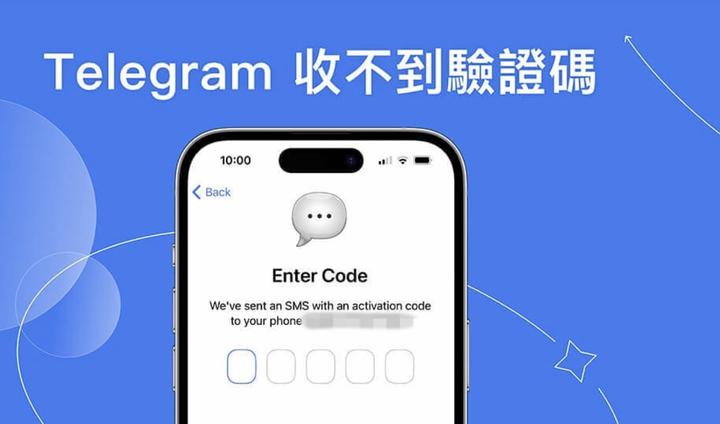 Telegram 收不到驗證碼
10:00
Back
Enter Code
We've sent an SMS with an activation code
to your phone